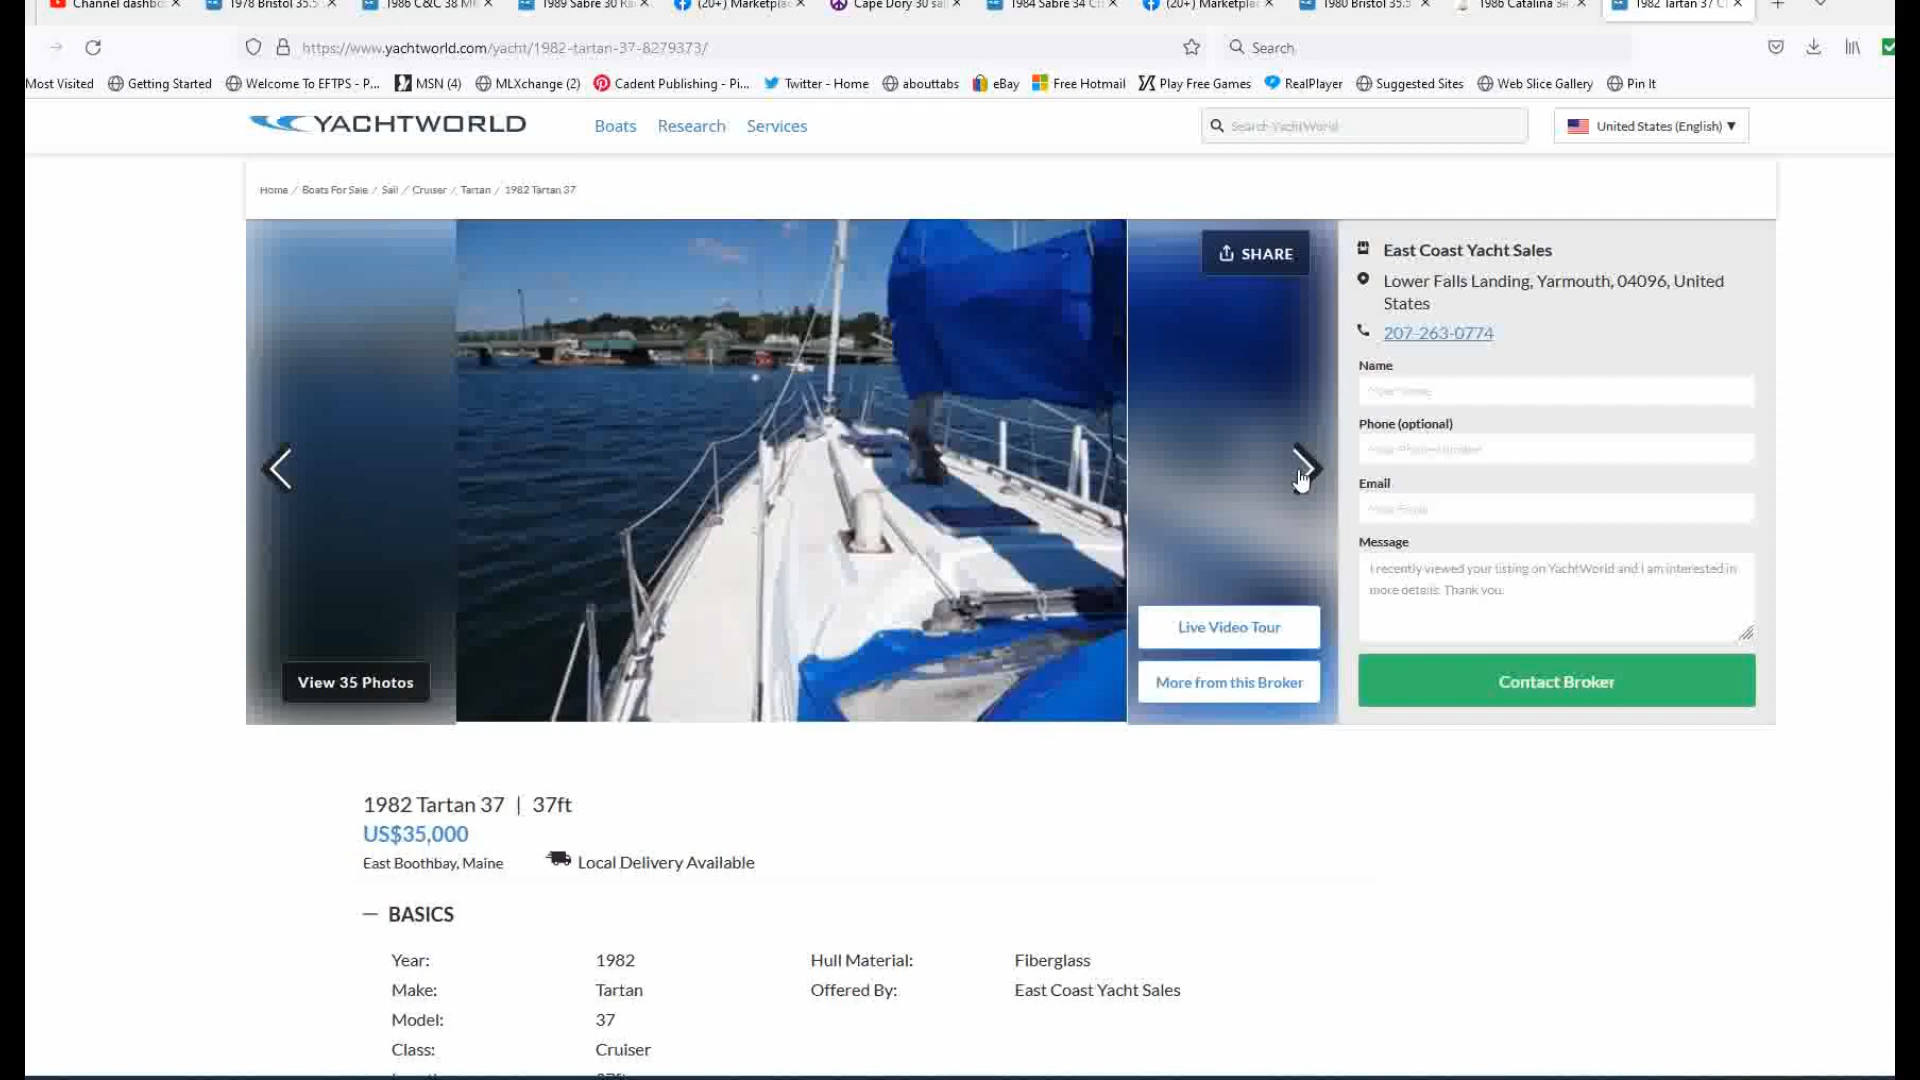 Channel dashbo
1978 Bristol 35.5
1986 C&C 38
1989 Sabre 30
(20+) Marketpla
Cape Dory 30 sail
1984 Sabre 34
(20+) Marketpla
1980 Bristol 35.5
1986 Catalina
1982 Tartan 37
https://www.yachtworld.com/yacht/1982-tartan-37-8279373/
Search
Most Visited
Getting Started
Welcome To EFTPS - P...
MSN (4)
MLXchange (2)
Cadent Publishing - Pi...
Twitter - Home
abouttabs
eBay
Free Hotmail
Play Free Games
RealPlayer
Suggested Sites
Web Slice Gallery
Pin It
YACHTWORLD
Boats
Research
Services
Search YachtWorld
United States (English) ▼
Home / Boats For Sale / Sail / Cruiser / Tartan / 1982 Tartan 37
SHARE
East Coast Yacht Sales
Lower Falls Landing, Yarmouth, 04096, United
States
207-263-0774
Name
Phone (optional)
Email
Message
I recently viewed your listing on YachtWorld and I am interested in
more details. Thank you.
Contact Broker
Live Video Tour
More from this Broker
View 35 Photos
1982 Tartan 37 | 37ft
US$35,000
East Boothbay, Maine
Local Delivery Available
— BASICS
Year: 1982 Hull Material: Fiberglass
Make: Tartan Offered By: East Coast Yacht Sales
Model: 37
Class: Cruiser